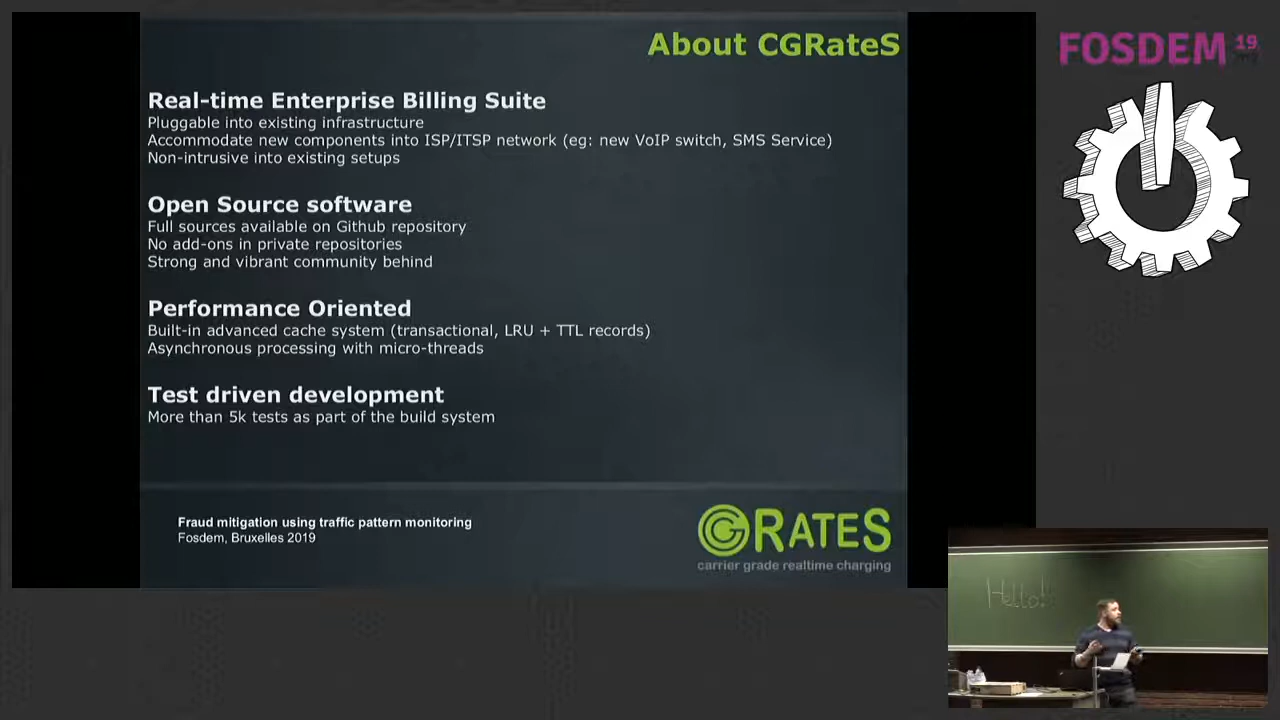 About CGRateS
FOSDEM 19
Real-time Enterprise Billing Suite
Pluggable into existing infrastructure
Accommodate new components into ISP/ITSP network (eg: new VoIP switch, SMS Service)
Non-intrusive into existing setups
Open Source software
Full sources available on Github repository
No add-ons in private repositories
Strong and vibrant community behind
Performance Oriented
Built-in advanced cache system (transactional, LRU + TTL records)
Asynchronous processing with micro-threads
Test driven development
More than 5k tests as part of the build system
Fraud mitigation using traffic pattern monitoring
Fosdem, Bruxelles 2019
CGRATES
carrier grade realtime charging
Hello!